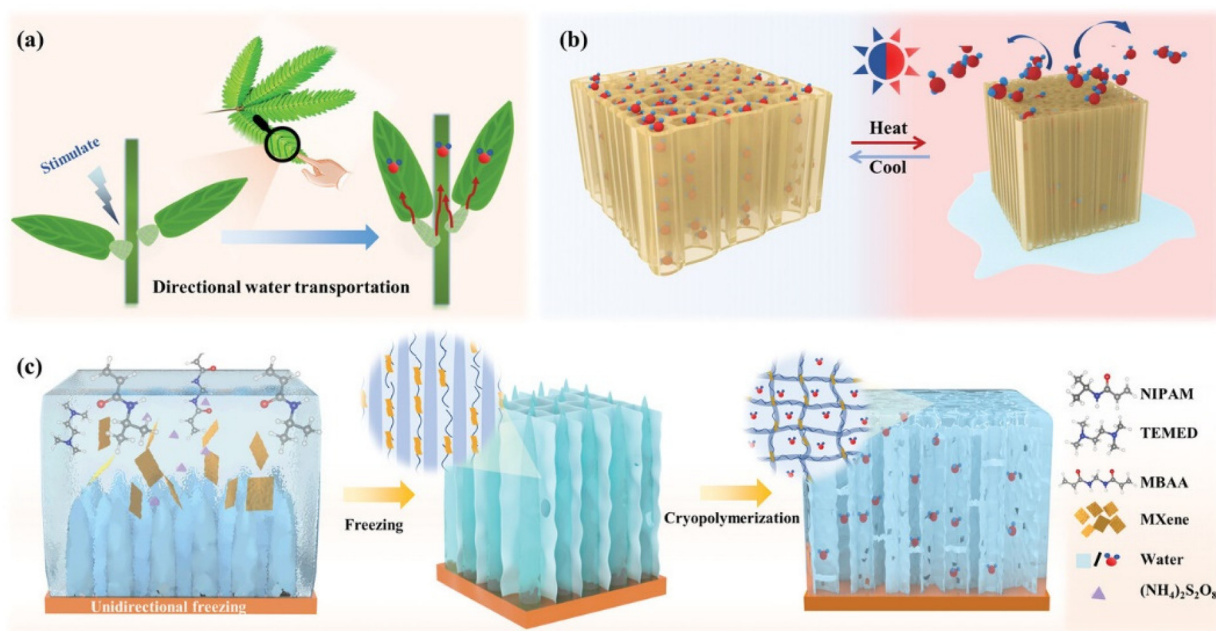 (a)
Stimulate
Directional water transportation
(b)
Heat
Cool
(c)
Unidirectional freezing
Freezing
Cryopolymerization
NIPAM
TEMED
MBAA
MXene
/
Water
(NH₄)₂S₂O₈